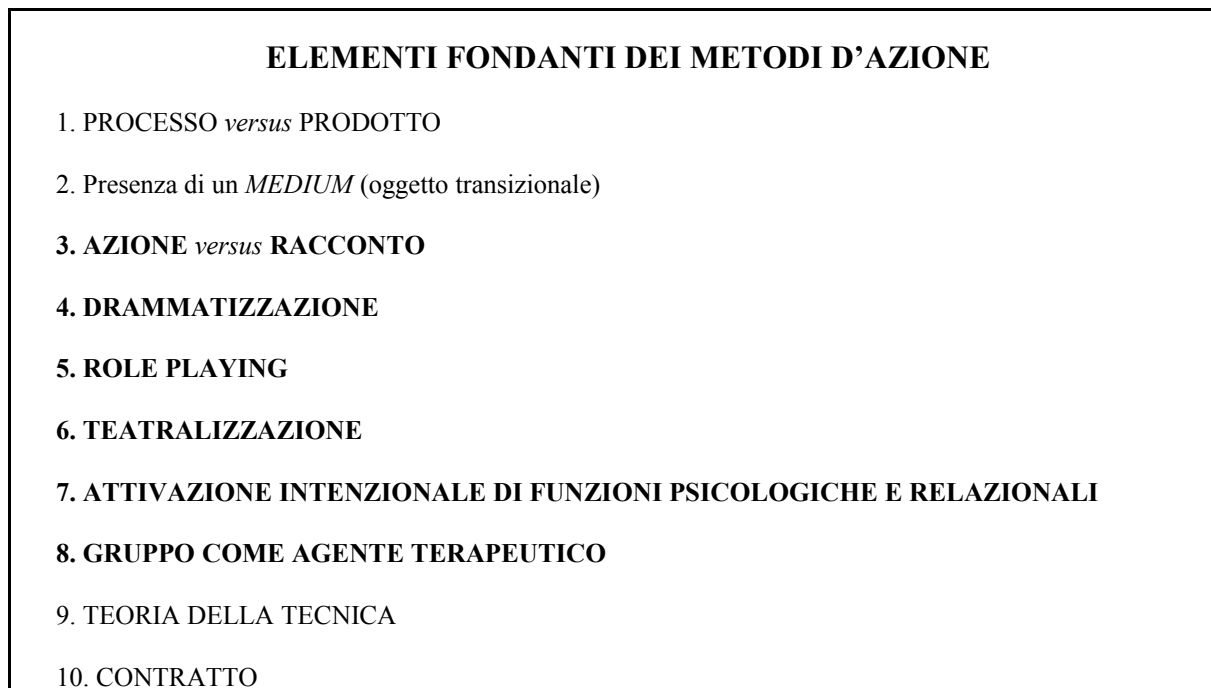 ELEMENTI FONDANTI DEI METODI D’AZIONE
1. PROCESSO versus PRODOTTO
2. Presenza di un MEDIUM (oggetto transizionale)
3. AZIONE versus RACCONTO
4. DRAMMATIZZAZIONE
5. ROLE PLAYING
6. TEATRALIZZAZIONE
7. ATTIVAZIONE INTENZIONALE DI FUNZIONI PSICOLOGICHE E RELAZIONALI
8. GRUPPO COME AGENTE TERAPEUTICO
9. TEORIA DELLA TECNICA
10. CONTRATTO